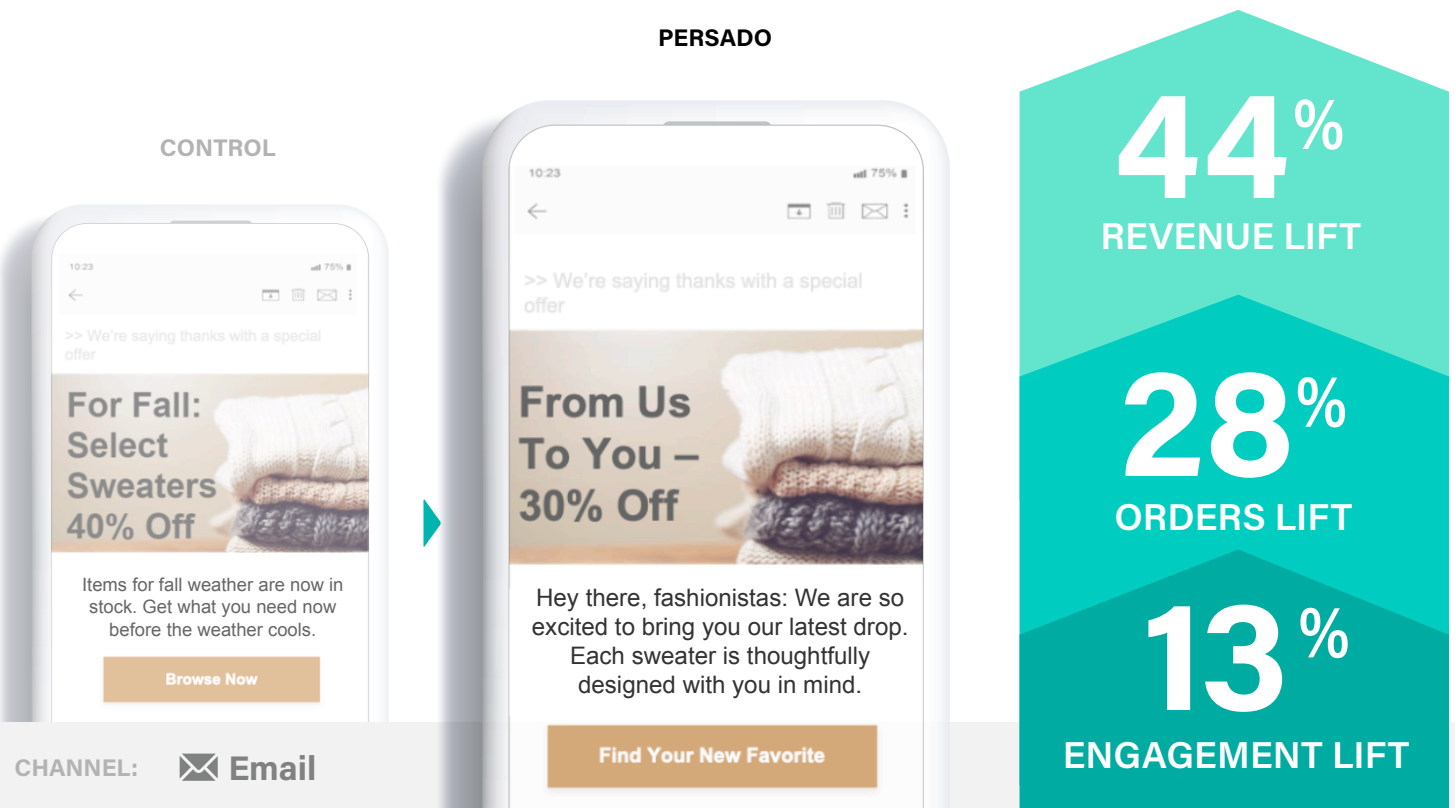 CONTROL
10:23
75%
>> We're saying thanks with a special
offer
For Fall:
Select
Sweaters
40% Off
Items for fall weather are now in
stock. Get what you need now
before the weather cools.
Browse Now
CHANNEL:
Email
PERSADO
10:23
75%
>> We're saying thanks with a special
offer
From Us
To You –
30% Off
Hey there, fashionistas: We are so
excited to bring you our latest drop.
Each sweater is thoughtfully
designed with you in mind.
Find Your New Favorite
44%
REVENUE LIFT
28%
ORDERS LIFT
13%
ENGAGEMENT LIFT